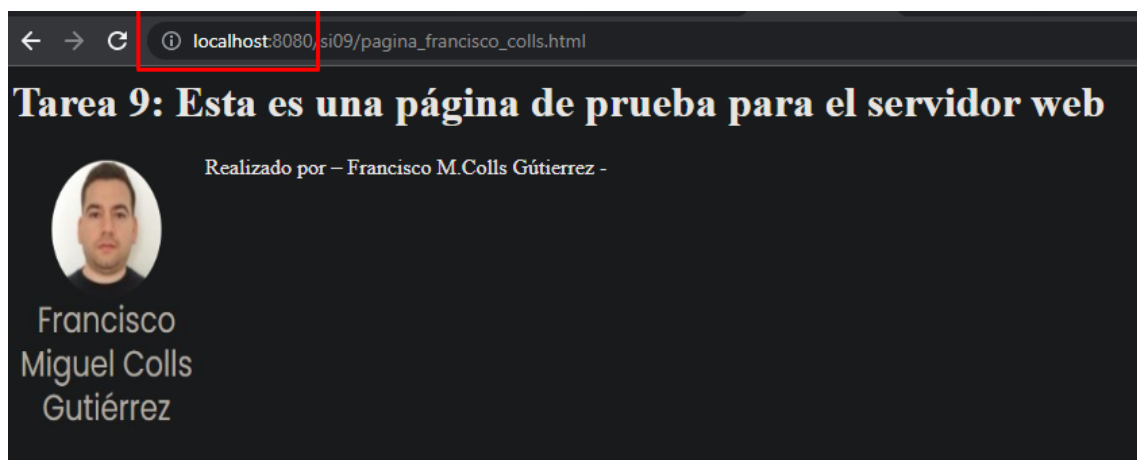 localhost:8080/si09/pagina_francisco_colls.html
Tarea 9: Esta es una página de prueba para el servidor web
Realizado por – Francisco M.Colls Gútierrez -
Francisco
Miguel Colls
Gutiérrez